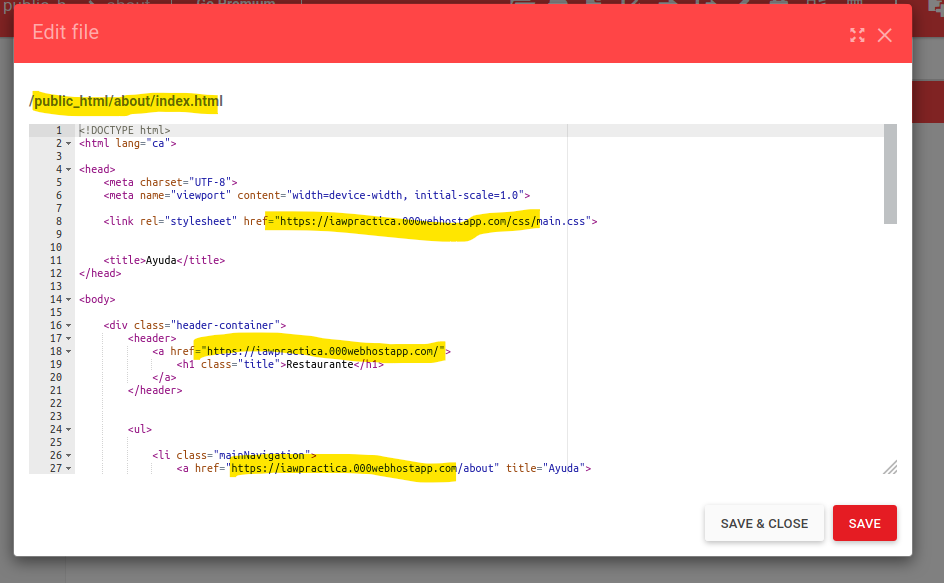 Edit file
/public_html/about/index.html
1 <!DOCTYPE html>
2 <html lang="ca">
3
4 <head>
5 <meta charset="UTF-8">
6 <meta name="viewport" content="width=device-width, initial-scale=1.0">
7
8 <link rel="stylesheet" href="https://iawpractica.000webhostapp.com/css/main.css">
9
10
11 <title>Ayuda</title>
12 </head>
13
14 <body>
15
16 <div class="header-container">
17 <header>
18 <a href="https://iawpractica.000webhostapp.com/">
19 <h1 class="title">Restaurante</h1>
20 </a>
21 </header>
22
23
24 <ul>
25
26 <li class="mainNavigation">
27 <a href="https://iawpractica.000webhostapp.com/about" title="Ayuda">
SAVE & CLOSE
SAVE